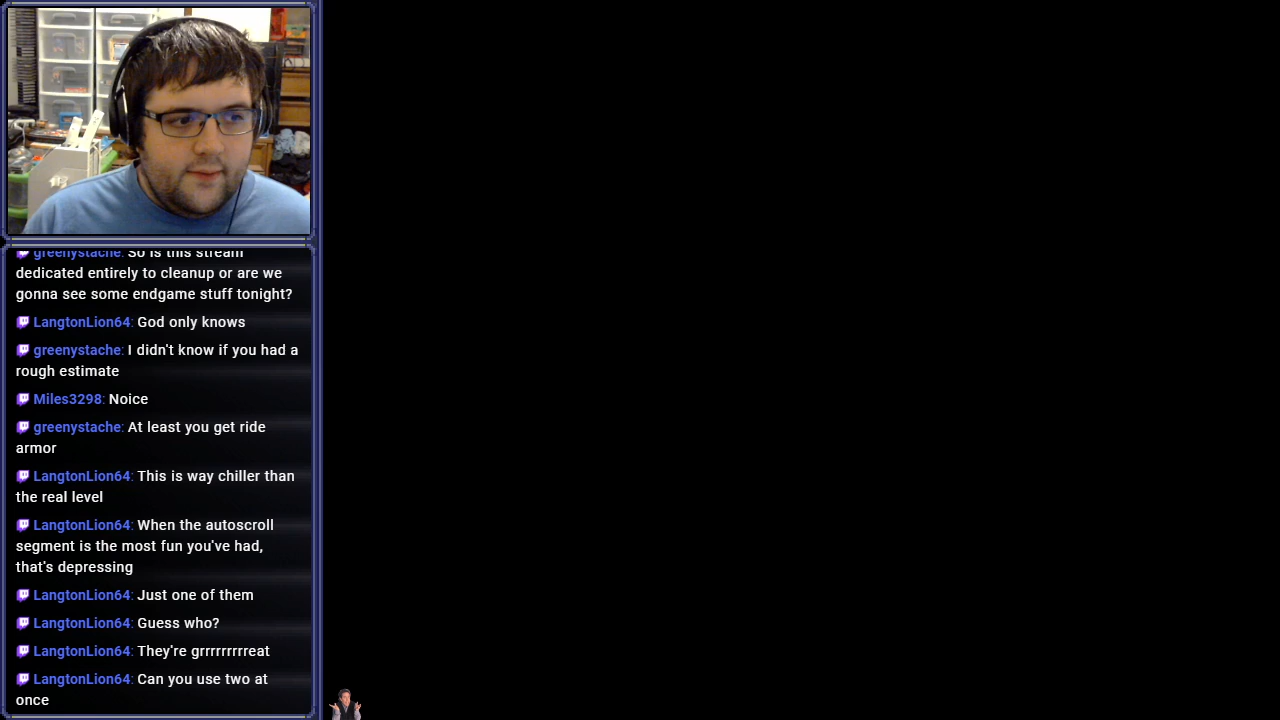 greenystache: So is this stream
dedicated entirely to cleanup or are we
gonna see some endgame stuff tonight?
LangtonLion64: God only knows
greenystache: I didn't know if you had a
rough estimate
Miles3298: Noice
greenystache: At least you get ride
armor
LangtonLion64: This is way chiller than
the real level
LangtonLion64: When the autoscroll
segment is the most fun you've had,
that's depressing
LangtonLion64: Just one of them
LangtonLion64: Guess who?
LangtonLion64: They're grrrrrrrreat
LangtonLion64: Can you use two at
once